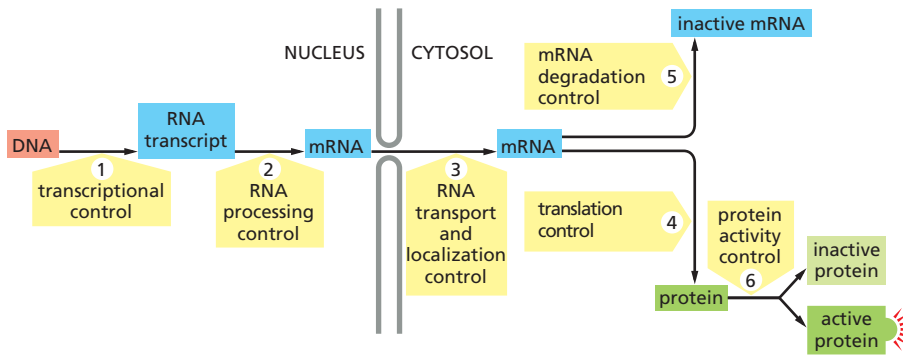 NUCLEUS
CYTOSOL
DNA
RNA
transcript
mRNA
mRNA
inactive mRNA
1
transcriptional
control
2
RNA
processing
control
3
RNA
transport
and
localization
control
mRNA
degradation
control
5
translation
control
4
protein
activity
control
6
protein
inactive
protein
active
protein